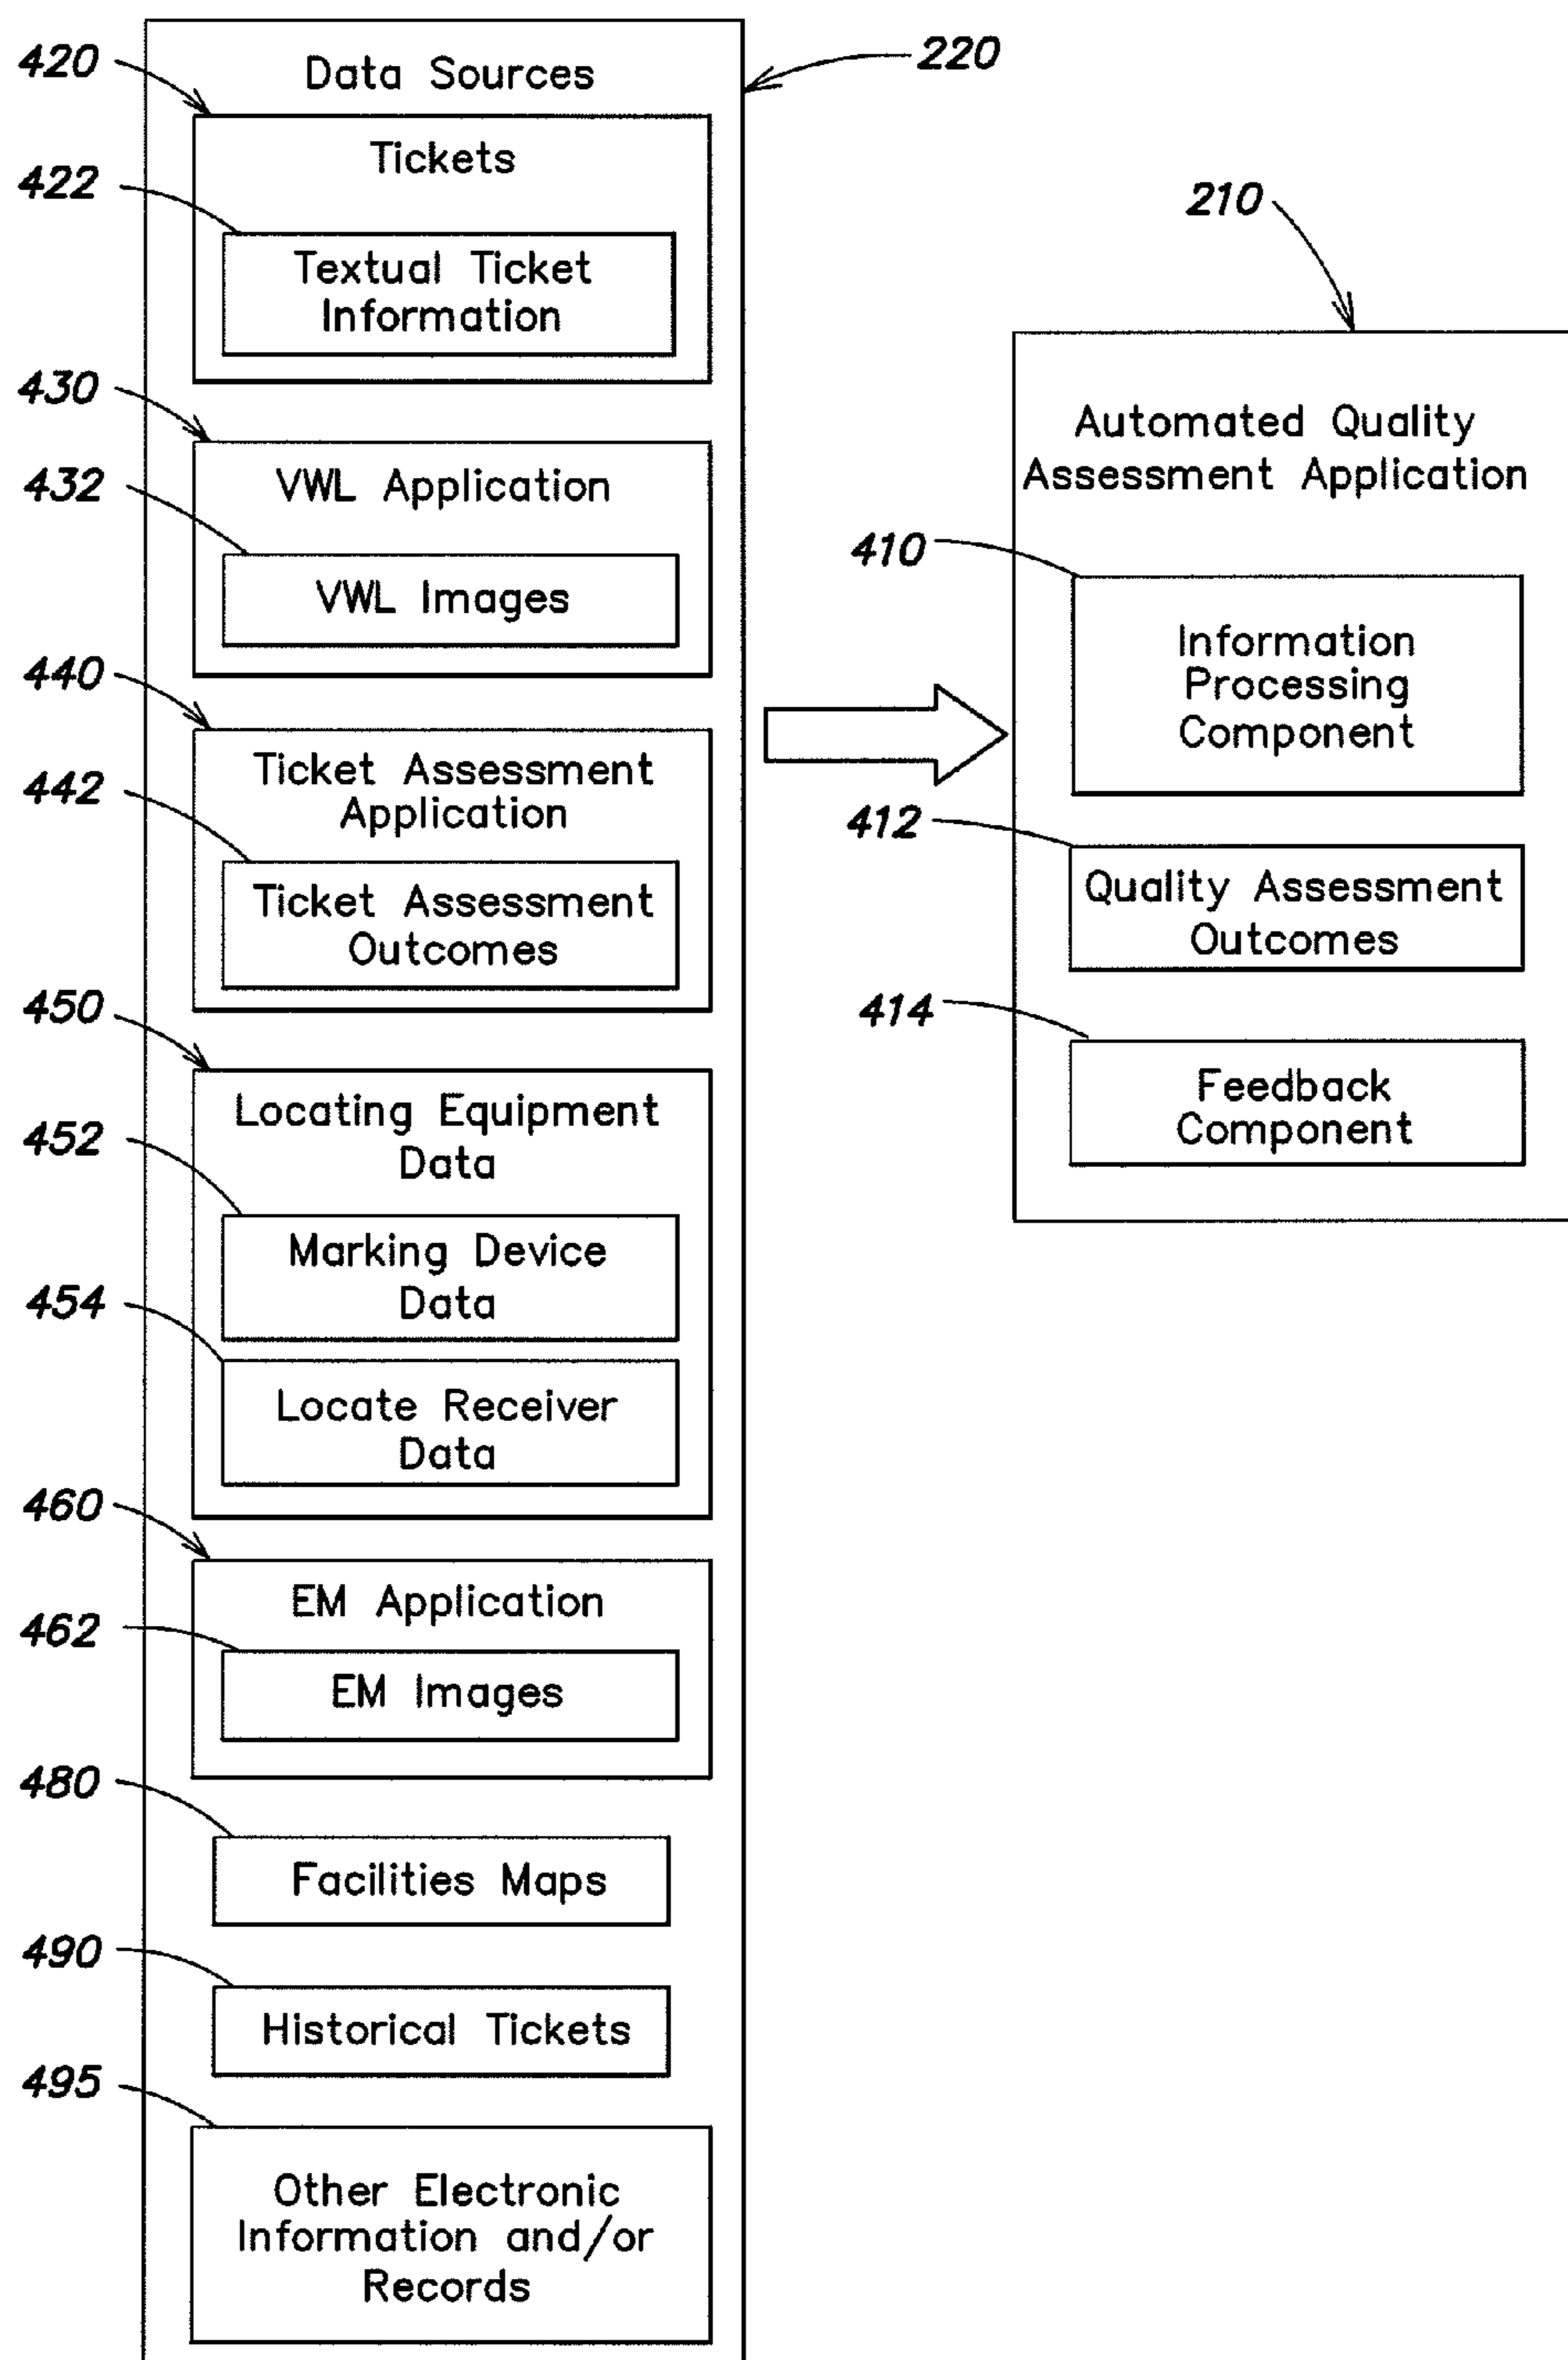 420
Data Sources
220
Tickets
422
Textual Ticket
Information
430
VWL Application
432
VWL Images
440
Ticket Assessment
Application
442
Ticket Assessment
Outcomes
450
Locating Equipment
Data
452
Marking Device
Data
454
Locate Receiver
Data
460
EM Application
462
EM Images
480
Facilities Maps
490
Historical Tickets
495
Other Electronic
Information and/or
Records
210
Automated Quality
Assessment Application
410
Information
Processing
Component
412
Quality Assessment
Outcomes
414
Feedback
Component